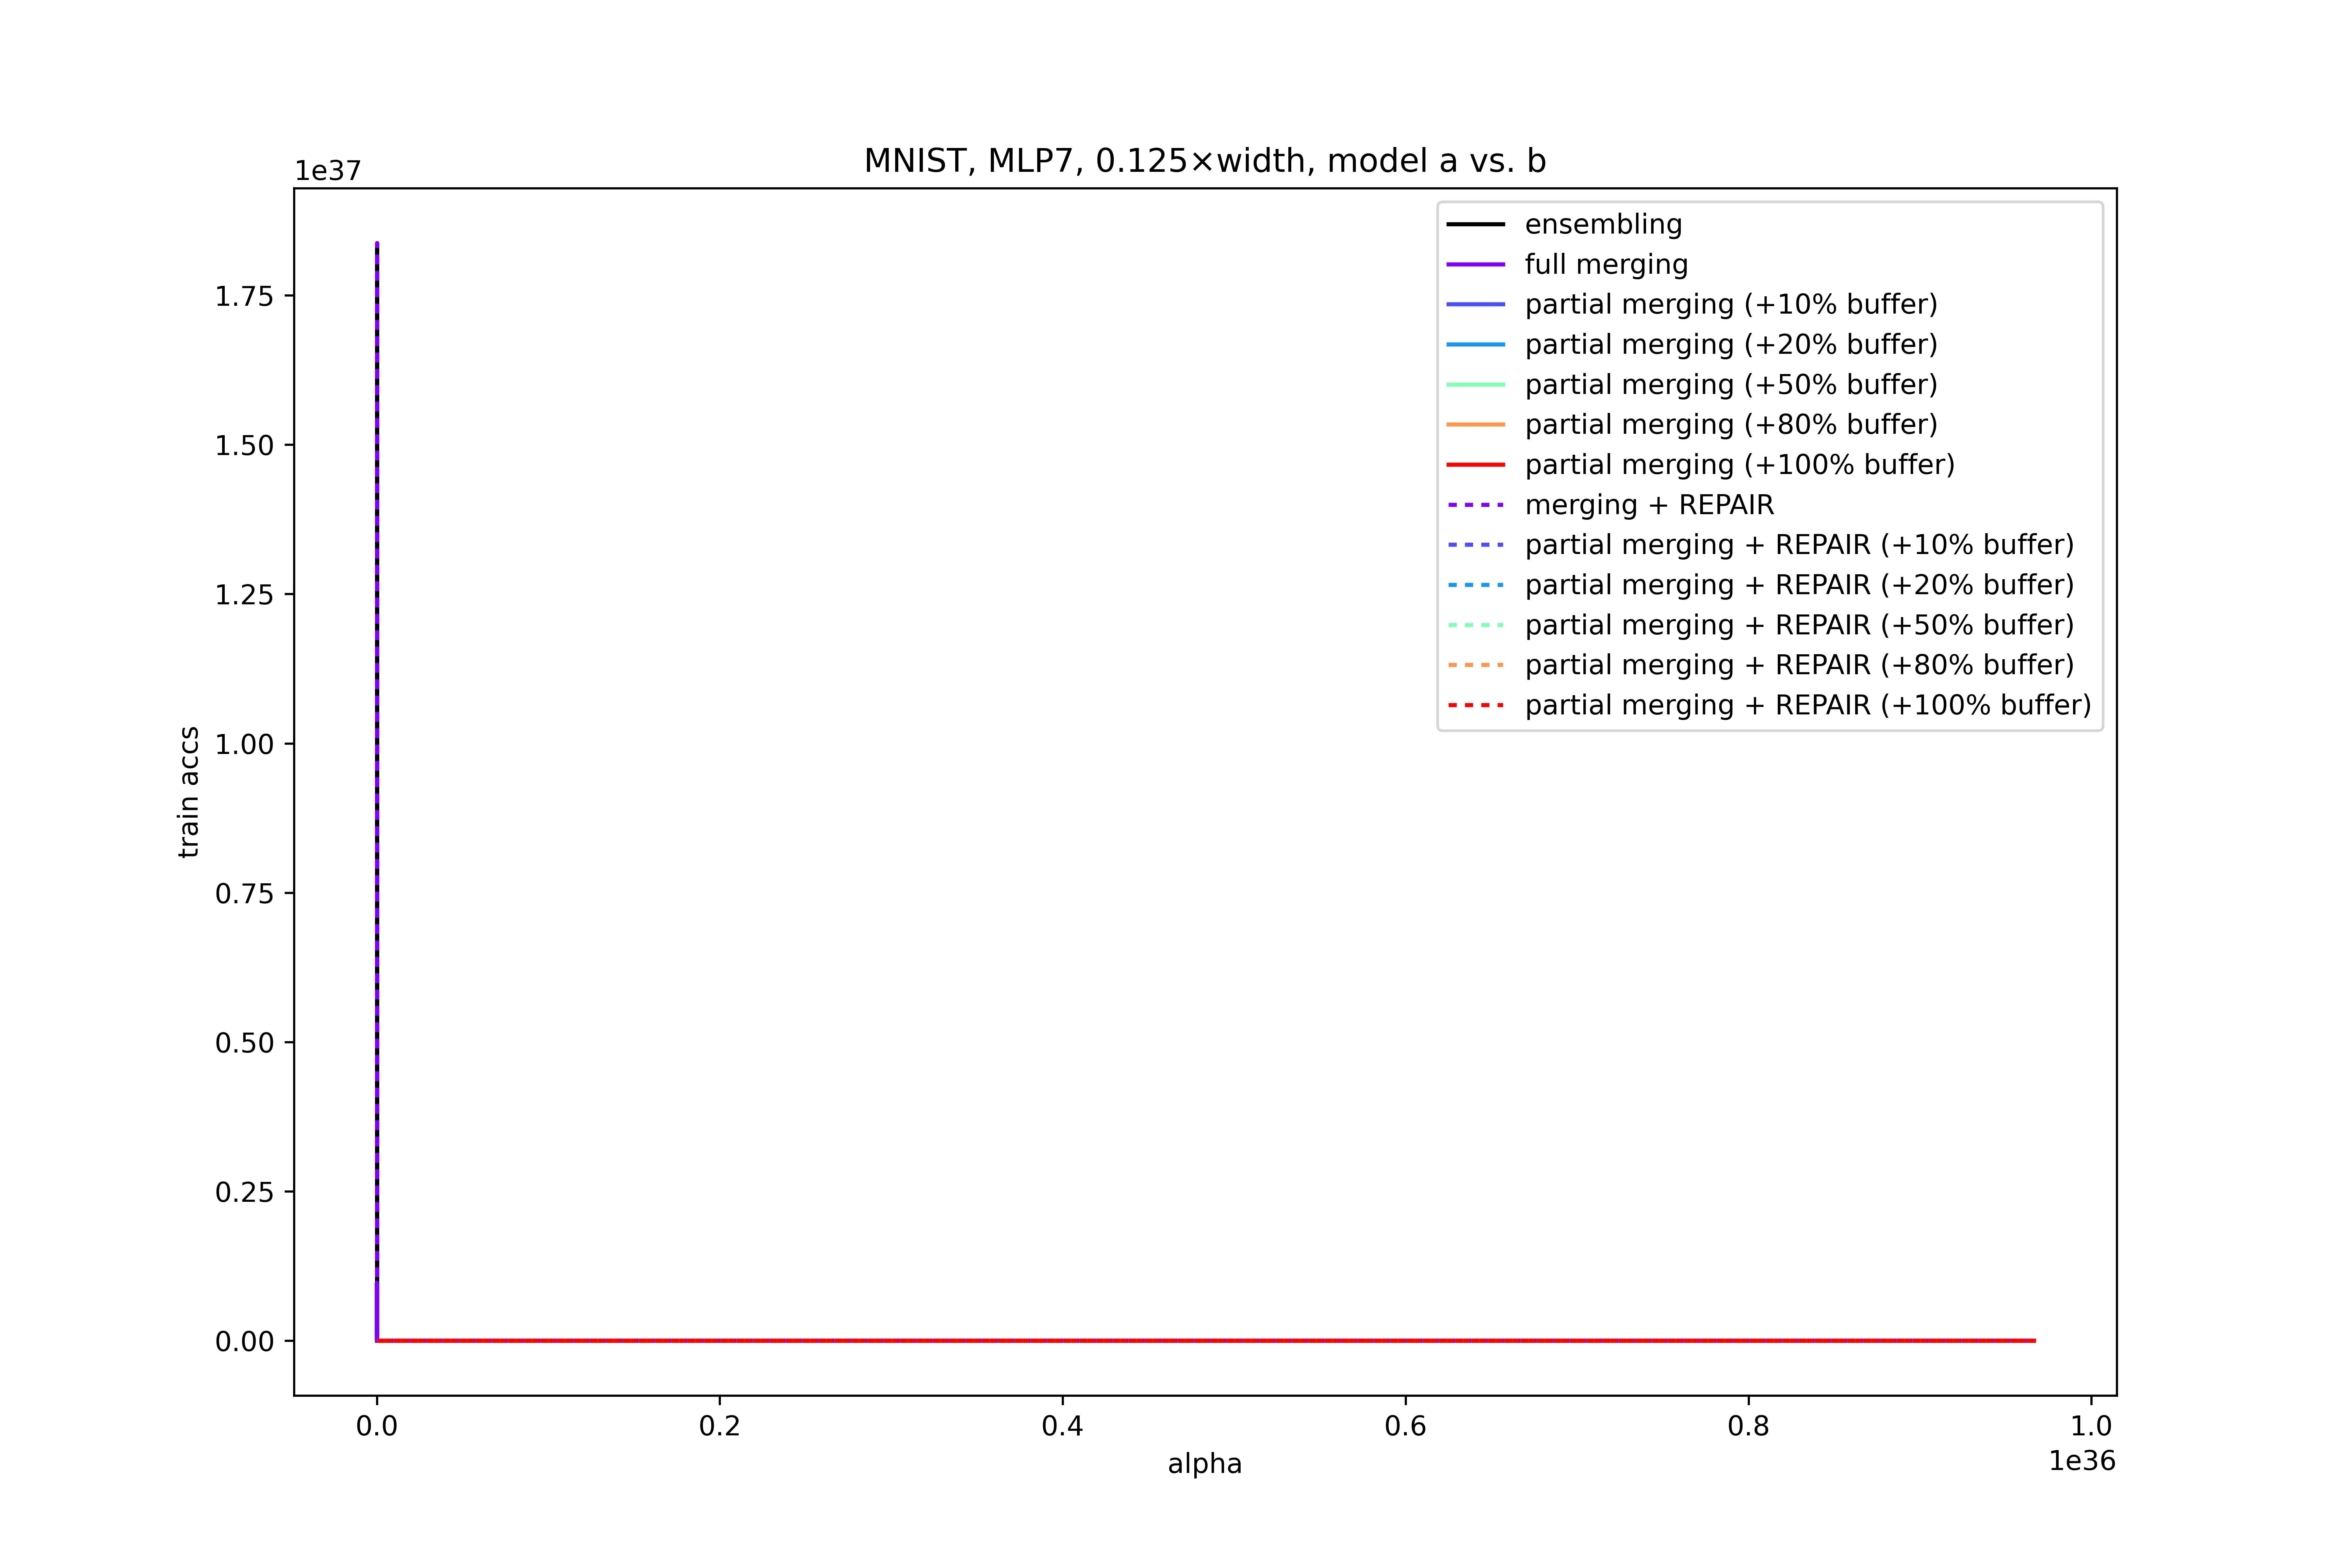 MNIST, MLP7, 0.125×width, model a vs. b
1e37
ensembling
full merging
partial merging (+10% buffer)
partial merging (+20% buffer)
partial merging (+50% buffer)
partial merging (+80% buffer)
partial merging (+100% buffer)
merging + REPAIR
partial merging + REPAIR (+10% buffer)
partial merging + REPAIR (+20% buffer)
partial merging + REPAIR (+50% buffer)
partial merging + REPAIR (+80% buffer)
partial merging + REPAIR (+100% buffer)
1.75
1.50
1.25
1.00
0.75
0.50
0.25
0.00
train accs
0.0 0.2 0.4 0.6 0.8 1.0
alpha
1e36